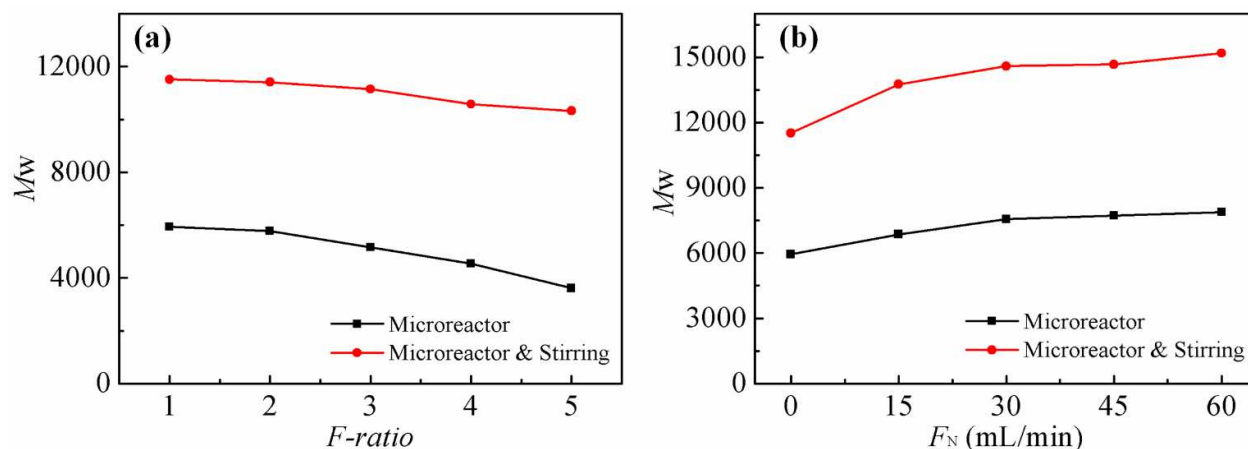 (a)
12000
8000
4000
0
Mw
Microreactor
Microreactor & Stirring
1 2 3 4 5
F-ratio
(b)
15000
12000
9000
6000
3000
0
Mw
Microreactor
Microreactor & Stirring
0 15 30 45 60
FN (mL/min)